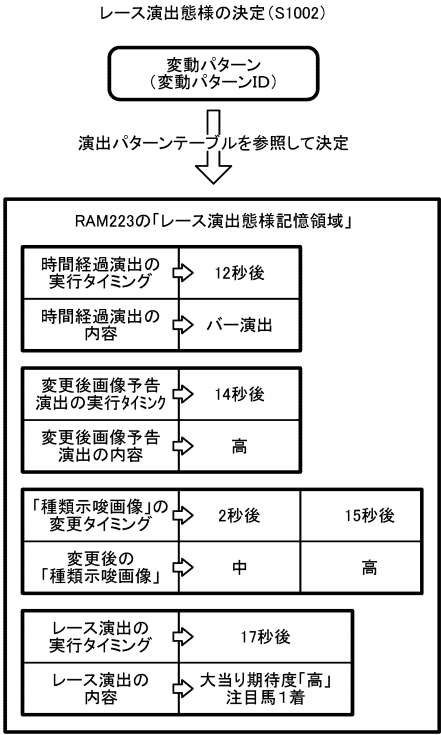 レース演出態様の決定(S1002)
変動パターン
(変動パターンID)
演出パターンテーブルを参照して決定
RAM223の「レース演出態様記憶領域」
時間経過演出の
実行タイミング
12秒後
時間経過演出の
内容
バー演出
変更後画像予告
演出の実行ﾀｲﾐﾝｸ
14秒後
変更後画像予告
演出の内容
高
「種類示唆画像」の
変更タイミング
2秒後
15秒後
変更後の
「種類示唆画像」
中
高
レース演出の
実行タイミング
17秒後
レース演出の
内容
大当り期待度「高」
注目馬1着